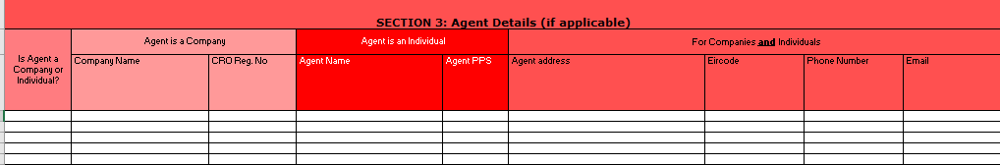 SECTION 3: Agent Details (if applicable)
Agent is a Company
Agent is an Individual
For Companies and Individuals
Is Agent a
Company or
Individual?
Company Name
CRO Reg. No
Agent Name
Agent PPS
Agent address
Eircode
Phone Number
Email